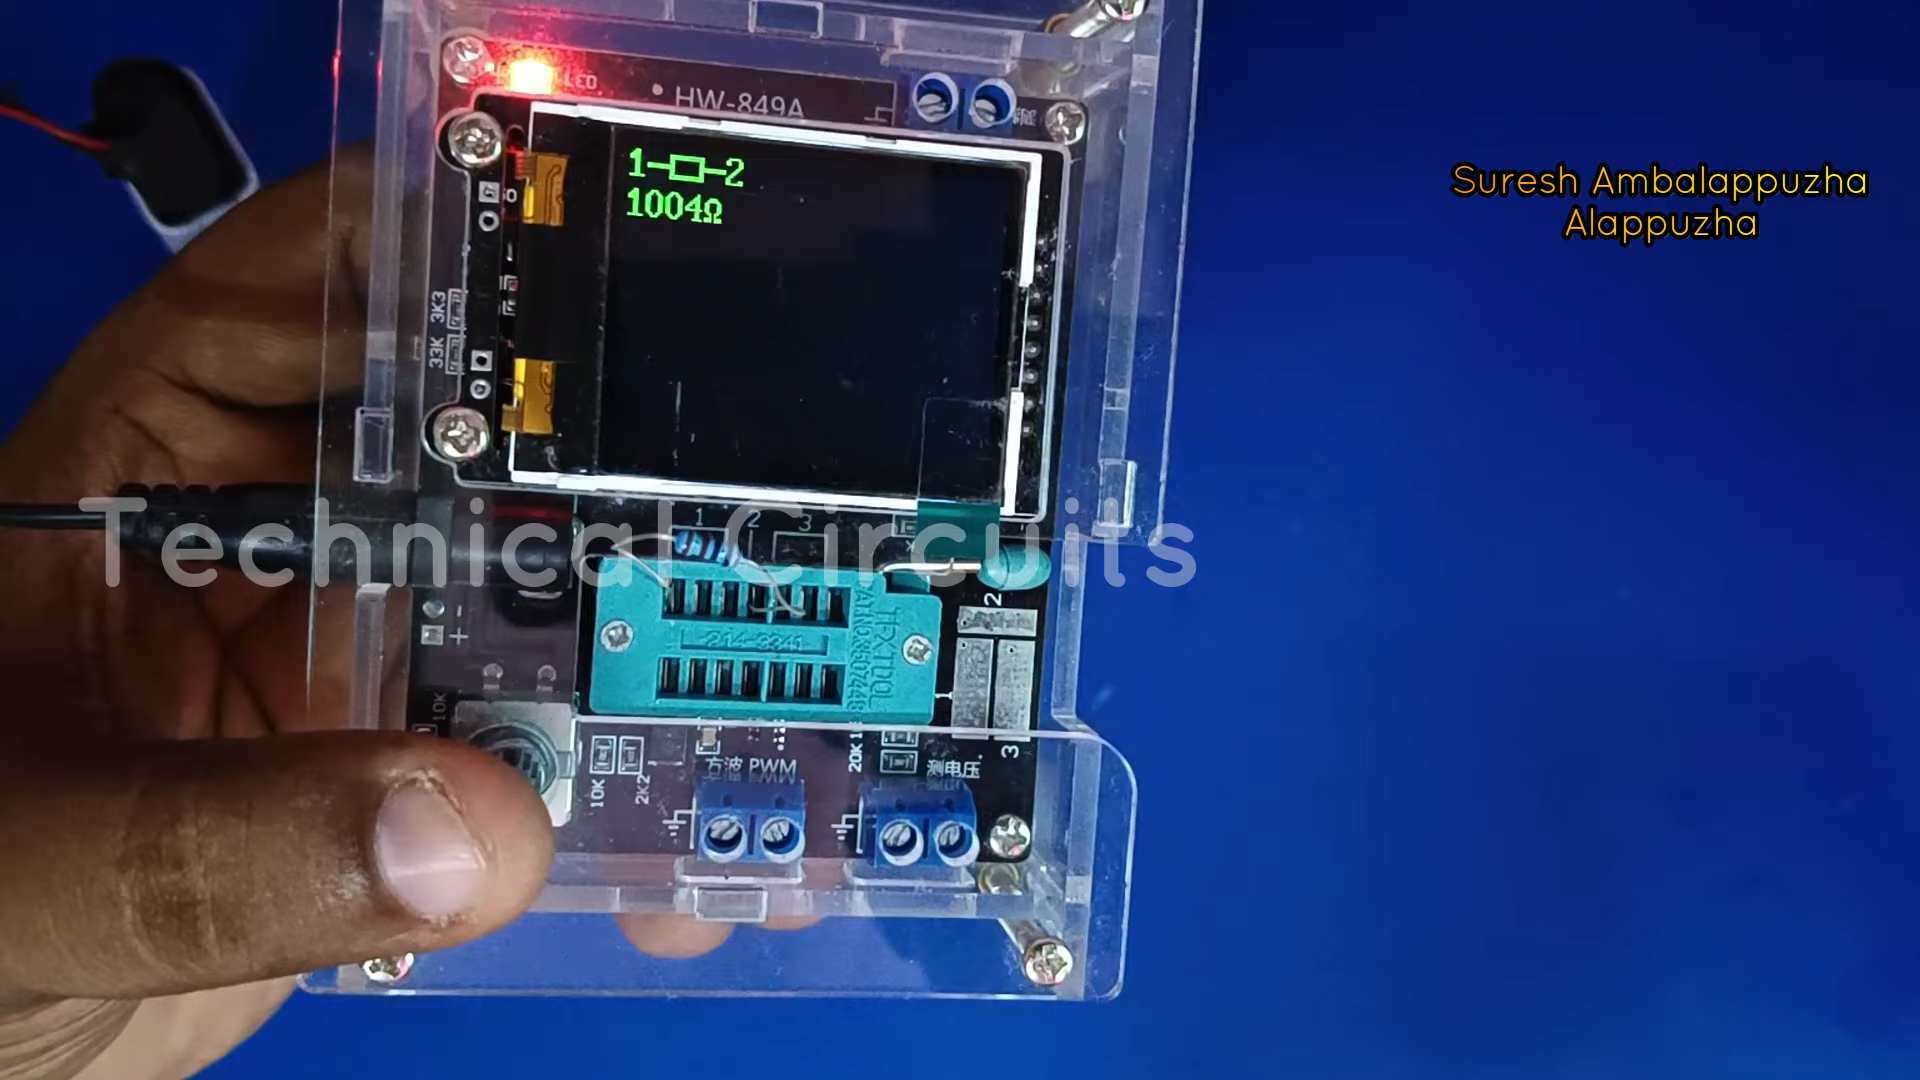 Suresh Ambalappuzha
Alappuzha
LED
HW-849A
1-2
1004Ω
3K3
33K
Technical Circuits
1
2
3
2
- 
+
214-3341
10K
1
3
10K
2K2
方波 PWM
20K
测电压